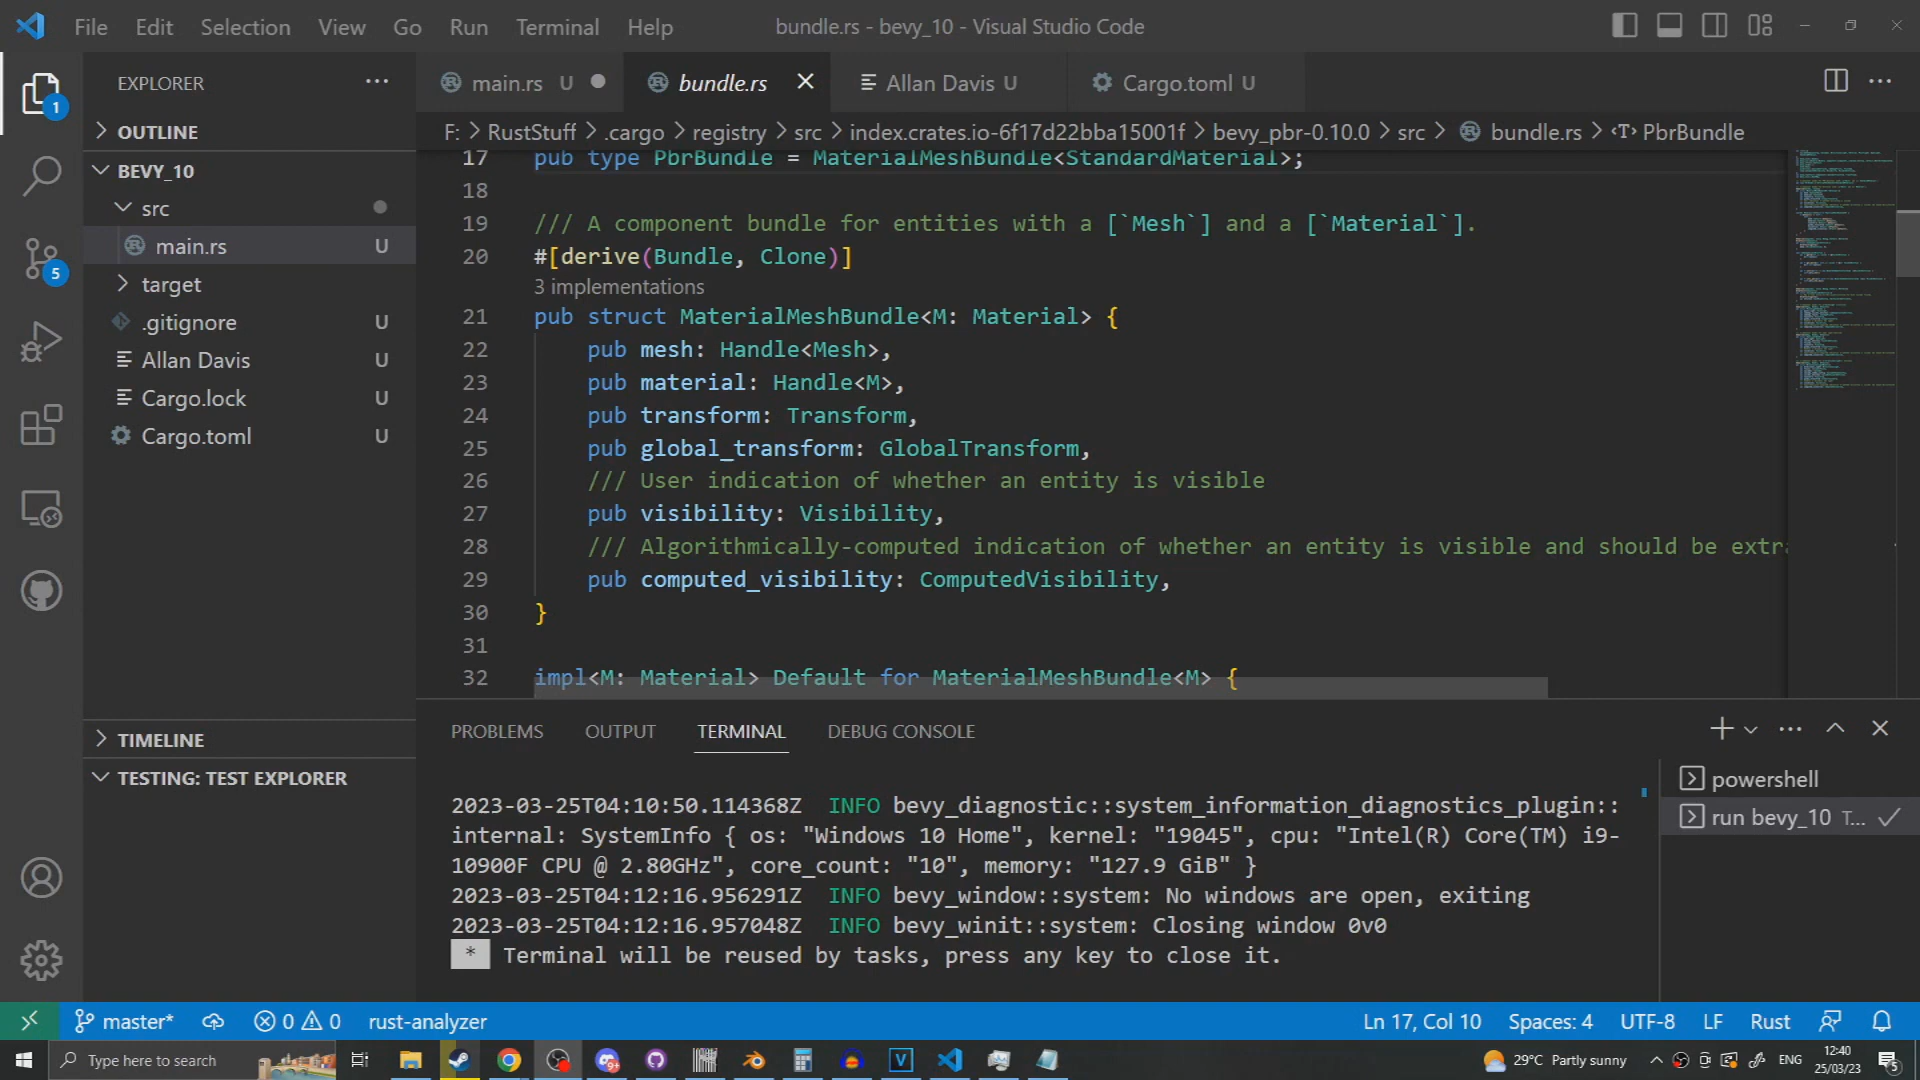 File Edit Selection View Go Run Terminal Help
bundle.rs - bevy_10 - Visual Studio Code
1
5
EXPLORER
OUTLINE
BEVY_10
src
main.rs U
target
.gitignore U
Allan Davis U
Cargo.lock U
Cargo.toml U
TIMELINE
TESTING: TEST EXPLORER
main.rs U
bundle.rs
Allan Davis U
Cargo.toml U
F: > RustStuff > .cargo > registry > src > index.crates.io-6f17d22bba15001f > bevy_pbr-0.10.0 > src > bundle.rs > PbrBundle
17 pub type PbrBundle = MaterialMeshBundle<StandardMaterial>;
18
19 /// A component bundle for entities with a [`Mesh`] and a [`Material`].
20 #[derive(Bundle, Clone)]
3 implementations
21 pub struct MaterialMeshBundle<M: Material> {
22 pub mesh: Handle<Mesh>,
23 pub material: Handle<M>,
24 pub transform: Transform,
25 pub global_transform: GlobalTransform,
26 /// User indication of whether an entity is visible
27 pub visibility: Visibility,
28 /// Algorithmically-computed indication of whether an entity is visible and should be extr
29 pub computed_visibility: ComputedVisibility,
30 }
31
32 impl<M: Material> Default for MaterialMeshBundle<M> {
PROBLEMS OUTPUT TERMINAL DEBUG CONSOLE
2023-03-25T04:10:50.114368Z INFO bevy_diagnostic::system_information_diagnostics_plugin::
internal: SystemInfo { os: "Windows 10 Home", kernel: "19045", cpu: "Intel(R) Core(TM) i9-
10900F CPU @ 2.80GHz", core_count: "10", memory: "127.9 GiB" }
2023-03-25T04:12:16.956291Z INFO bevy_window::system: No windows are open, exiting
2023-03-25T04:12:16.957048Z INFO bevy_winit::system: Closing window 0v0
* Terminal will be reused by tasks, press any key to close it.
powershell
run bevy_10 T...
master* 0 0 rust-analyzer
Ln 17, Col 10 Spaces: 4 UTF-8 LF Rust
Type here to search
9+
V
29°C Partly sunny
ENG
12:40
25/03/23
5